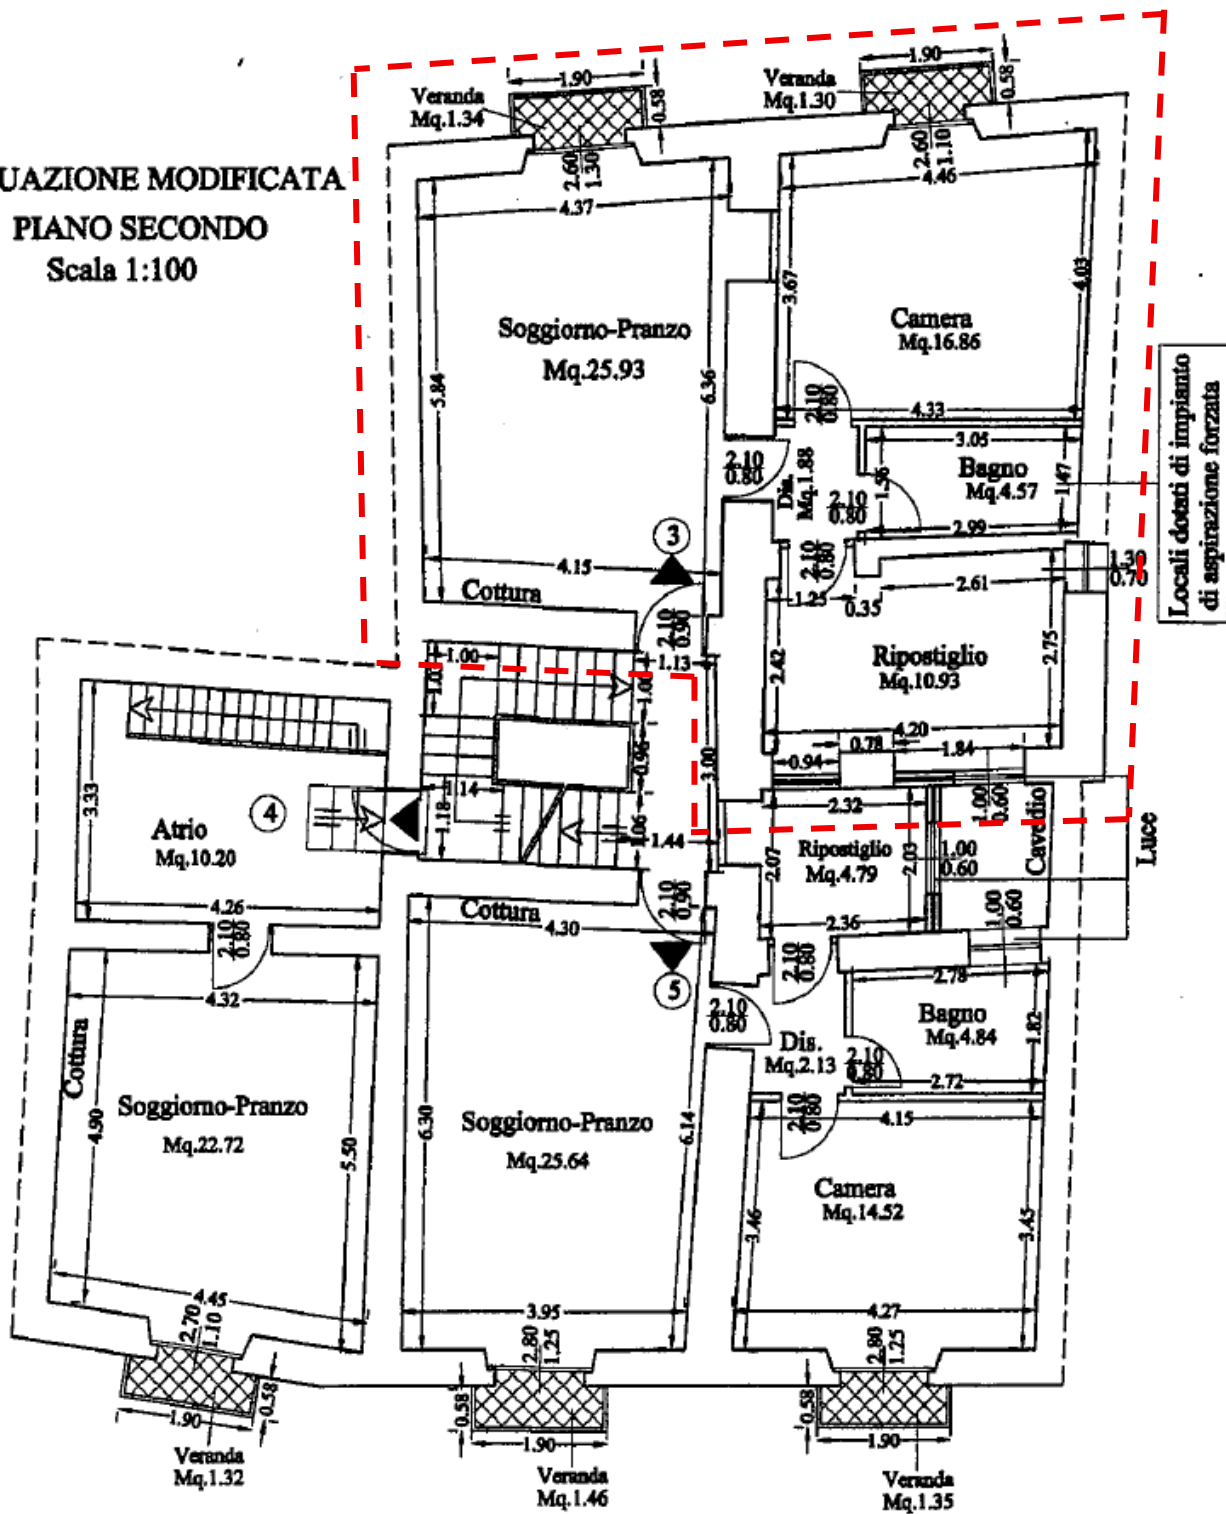 1.90
0.58
Veranda
Mq.1.34
1.90
0.58
Veranda
Mq.1.30
UAZIONE MODIFICATA
PIANO SECONDO
Scala 1:100
2.60
1.30
4.37
2.60
1.10
4.46
5.84
6.36
3.67
4.03
Soggiorno-Pranzo
Mq.25.93
Camera
Mq.16.86
Locali dotati di impianto
di aspirazione forzata
2.10
0.80
4.33
3.05
2.10
0.80
Dis.
Mq.1.88
1.56
Bagno
Mq.4.57
1.47
2.10
0.80
2.99
3
4.15
Cottura
2.10
0.80
1.25
0.35
2.61
1.30
0.70
2.10
0.90
1.13
1.00
1.03
1.00
2.42
Ripostiglio
Mq.10.93
2.75
4.20
0.78
0.94
1.84
0.96
3.00
3.33
Atrio
Mq.10.20
4
1.14
1.18
1.06
1.44
2.32
1.00
0.60
Cavedio
Luce
2.07
Ripostiglio
Mq.4.79
2.03
1.00
0.60
2.36
1.00
0.60
4.26
2.10
0.80
Cottura
4.30
2.10
0.90
5
2.10
0.80
2.78
4.32
2.10
0.80
Dis.
Mq.2.13
Bagno
Mq.4.84
1.82
2.10
0.80
2.72
Cottura
4.90
Soggiorno-Pranzo
Mq.22.72
5.50
6.30
Soggiorno-Pranzo
Mq.25.64
6.14
2.10
0.80
4.15
3.46
Camera
Mq.14.52
3.45
4.45
3.95
4.27
2.70
1.10
2.80
1.25
2.80
1.25
1.90
0.58
0.58
1.90
0.58
1.90
Veranda
Mq.1.32
Veranda
Mq.1.46
Veranda
Mq.1.35